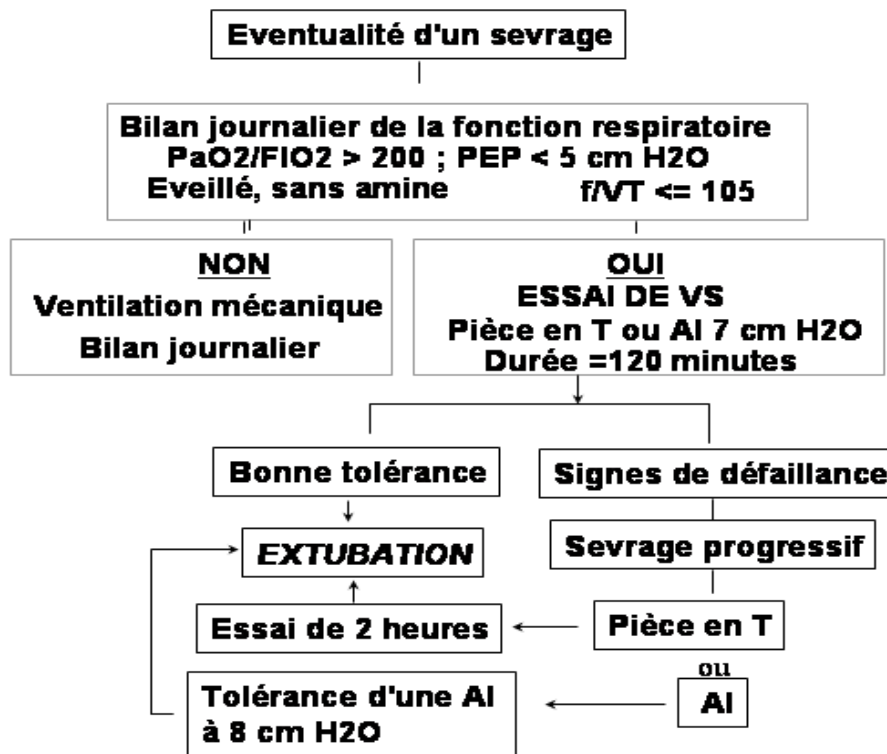 Eventualité d'un sevrage
Bilan journalier de la fonction respiratoire
PaO2/FIO2 > 200 ; PEP < 5 cm H2O
Eveillé, sans amine f/VT <= 105
NON
Ventilation mécanique
Bilan journalier
OUI
ESSAI DE VS
Pièce en T ou AI 7 cm H2O
Durée =120 minutes
Bonne tolérance
Signes de défaillance
EXTUBATION
Sevrage progressif
Essai de 2 heures
Pièce en T
ou
Tolérance d'une AI
à 8 cm H2O
AI